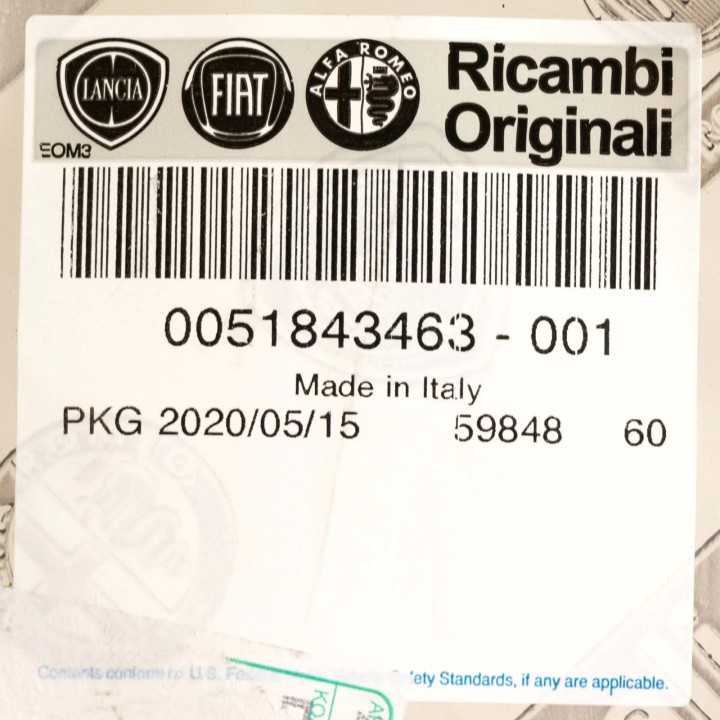 LANCIA FIAT ALFA ROMEO
Ricambi
Originali
EOM3
0051843463 - 001
Made in Italy
PKG 2020/05/15 59848 60
Contents conform to U.S. Safety Standards, if any are applicable.